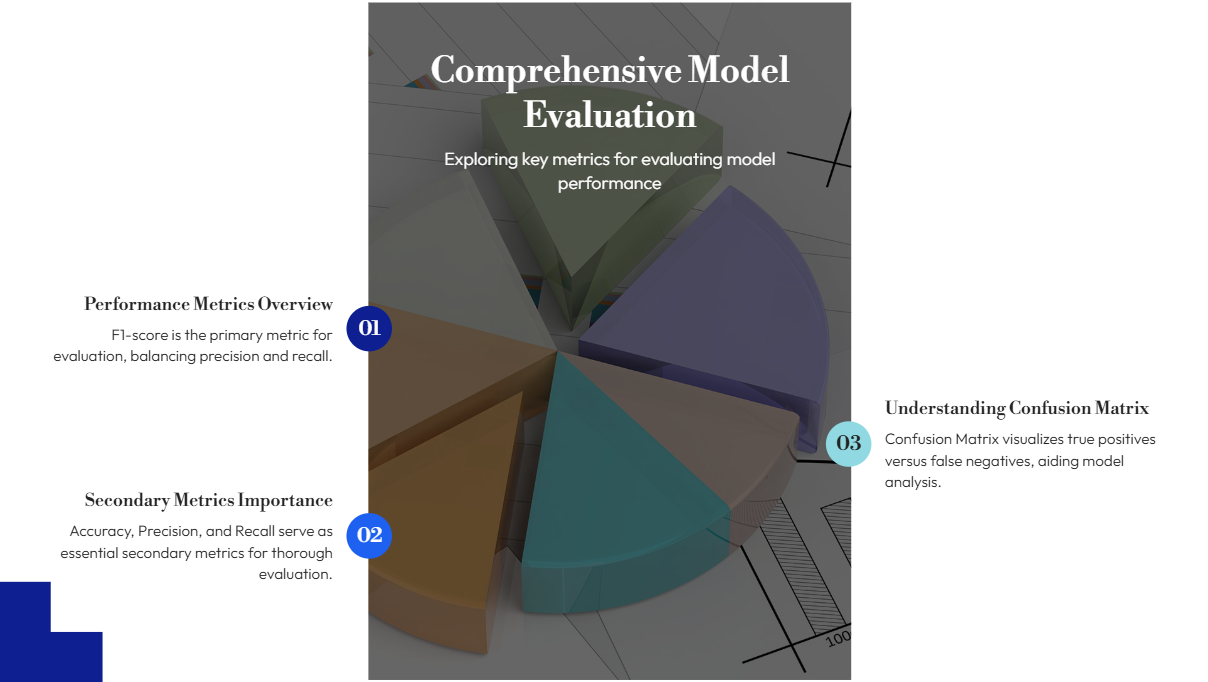 Comprehensive Model
Evaluation
Exploring key metrics for evaluating model
performance
Performance Metrics Overview
01
F1-score is the primary metric for
evaluation, balancing precision and recall.
Secondary Metrics Importance
02
Accuracy, Precision, and Recall serve as
essential secondary metrics for thorough
evaluation.
Understanding Confusion Matrix
03
Confusion Matrix visualizes true positives
versus false negatives, aiding model
analysis.
100